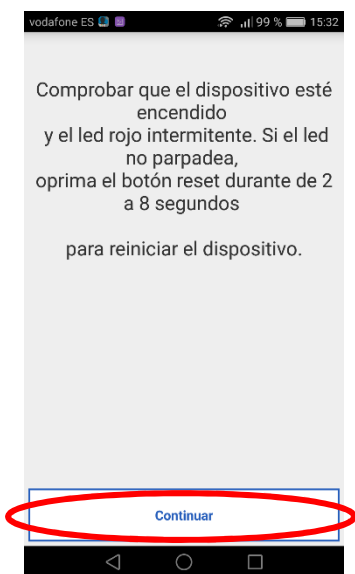 vodafone ES 99 % 15:32
Comprobar que el dispositivo esté
encendido
y el led rojo intermitente. Si el led
no parpadea,
oprima el botón reset durante de 2
a 8 segundos
para reiniciar el dispositivo.
Continuar